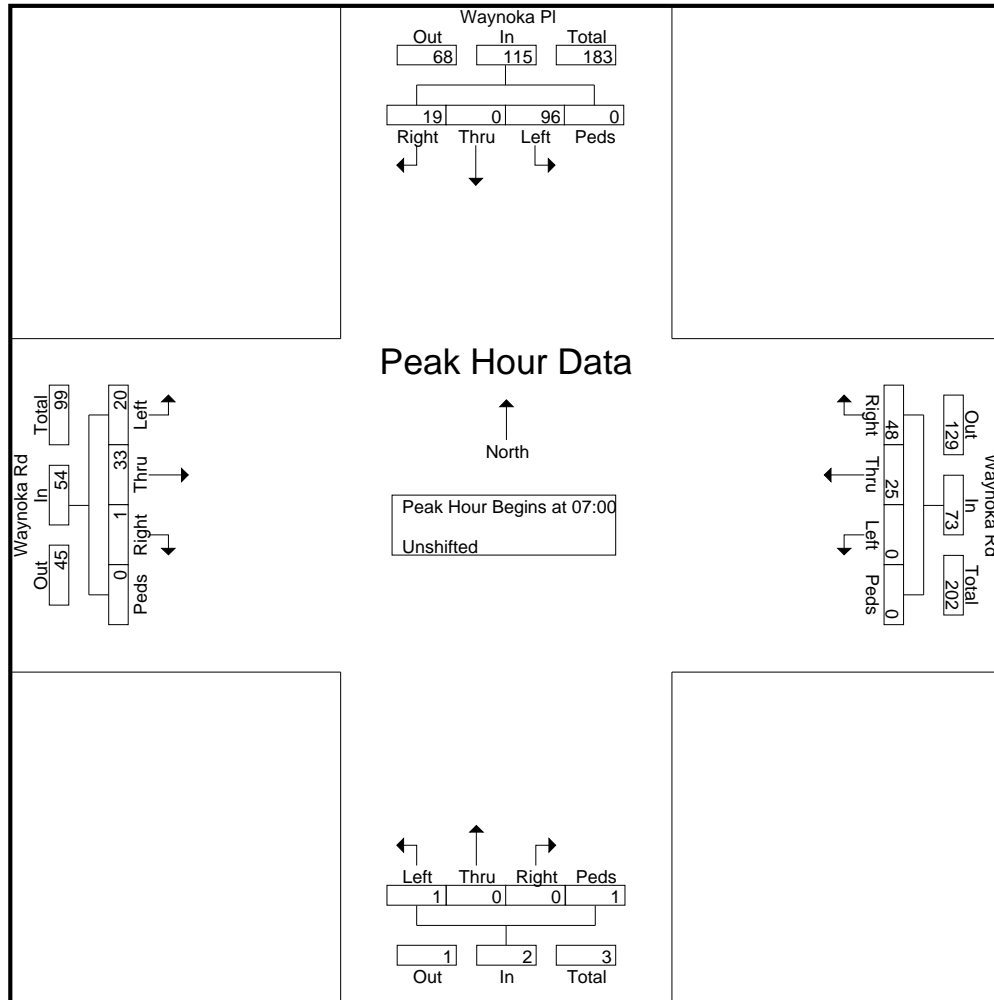 Waynoka Pl
Out In Total
68 115 183
19 0 96 0
Right Thru Left Peds
Peak Hour Data
North
Peak Hour Begins at 07:00
Unshifted
Waynoka Rd
Total In Out
99 54 45
20 33 1 0
Left Thru Right Peds
Waynoka Rd
Out In Total
129 73 202
48 25 0 0
Right Thru Left Peds
Left Thru Right Peds
1 0 0 1
1 2 3
Out In Total